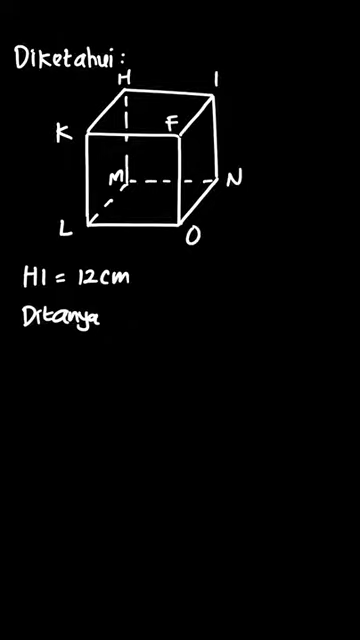 Diketahui :
H I
K F
M N
L O
HI = 12cm
Ditanya